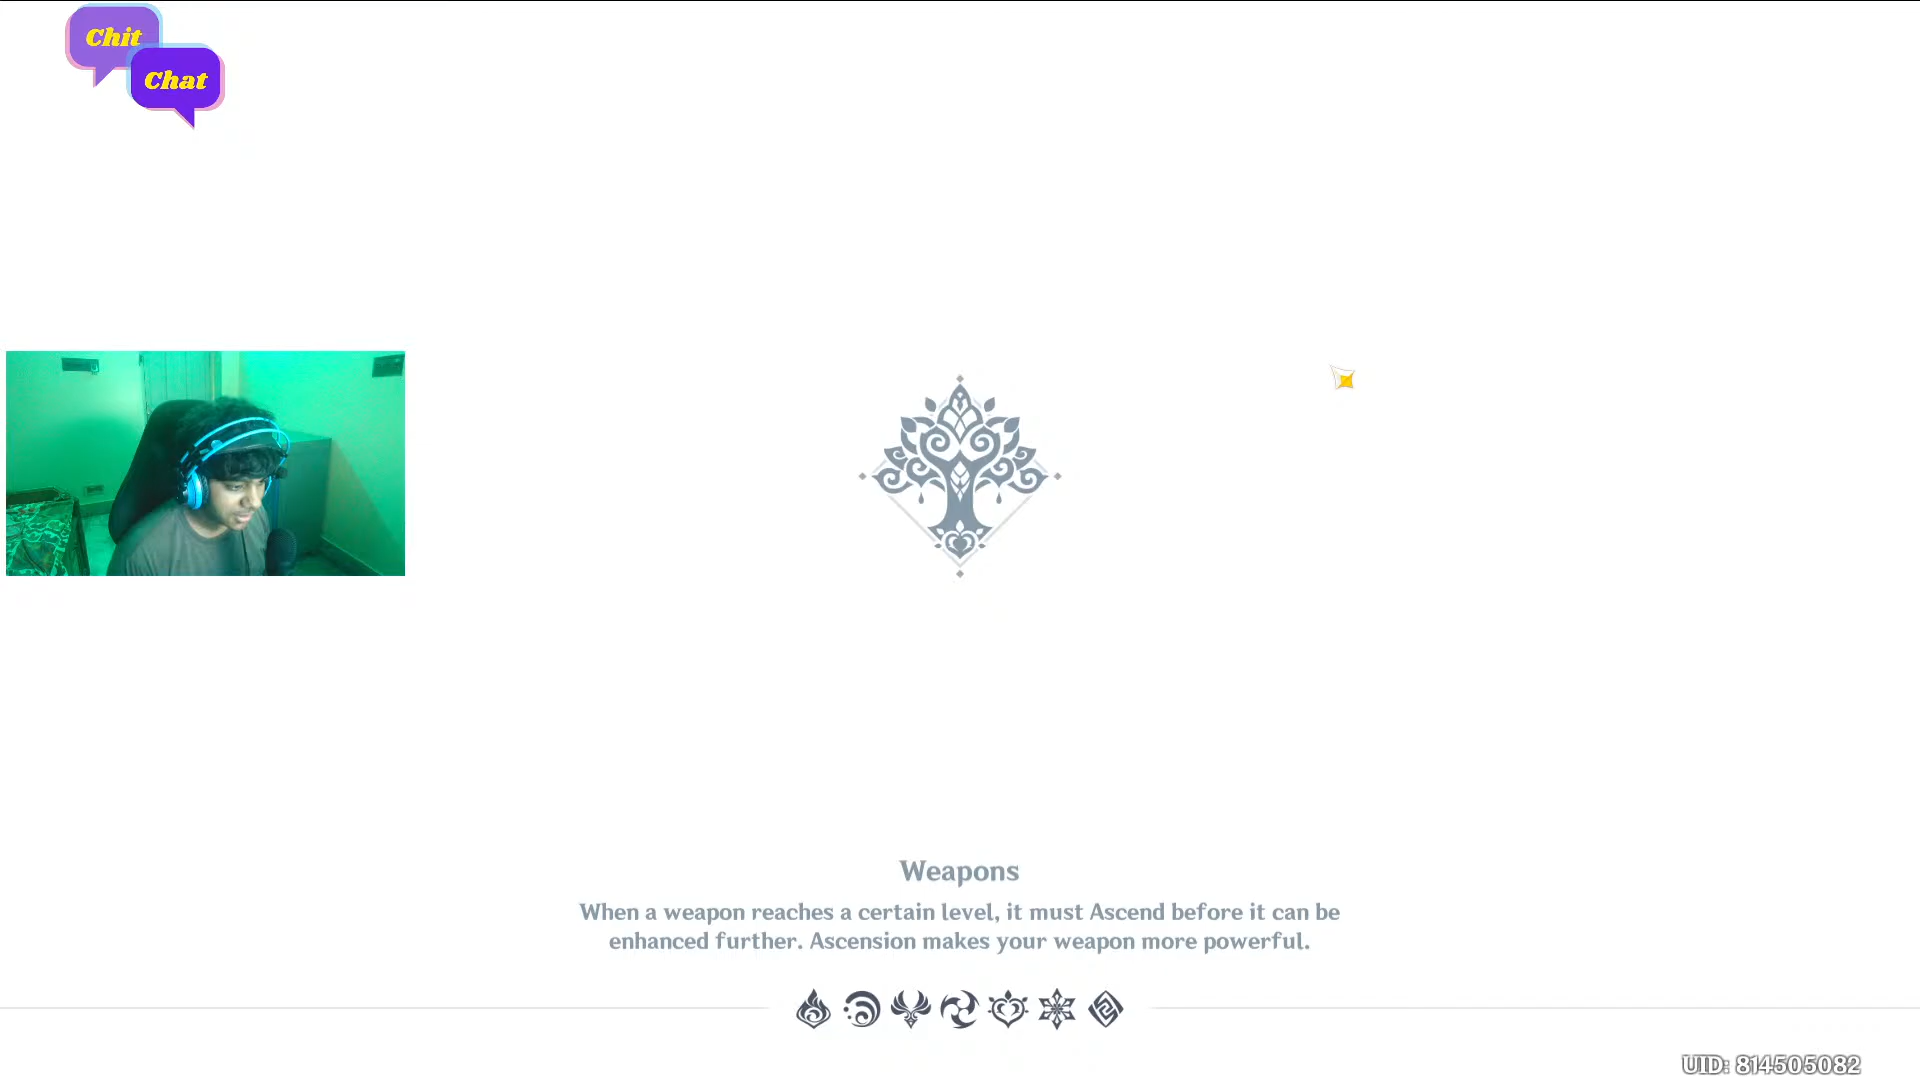 Chit
Chat
Weapons
When a weapon reaches a certain level, it must Ascend before it can be
enhanced further. Ascension makes your weapon more powerful.
UID: 814505082